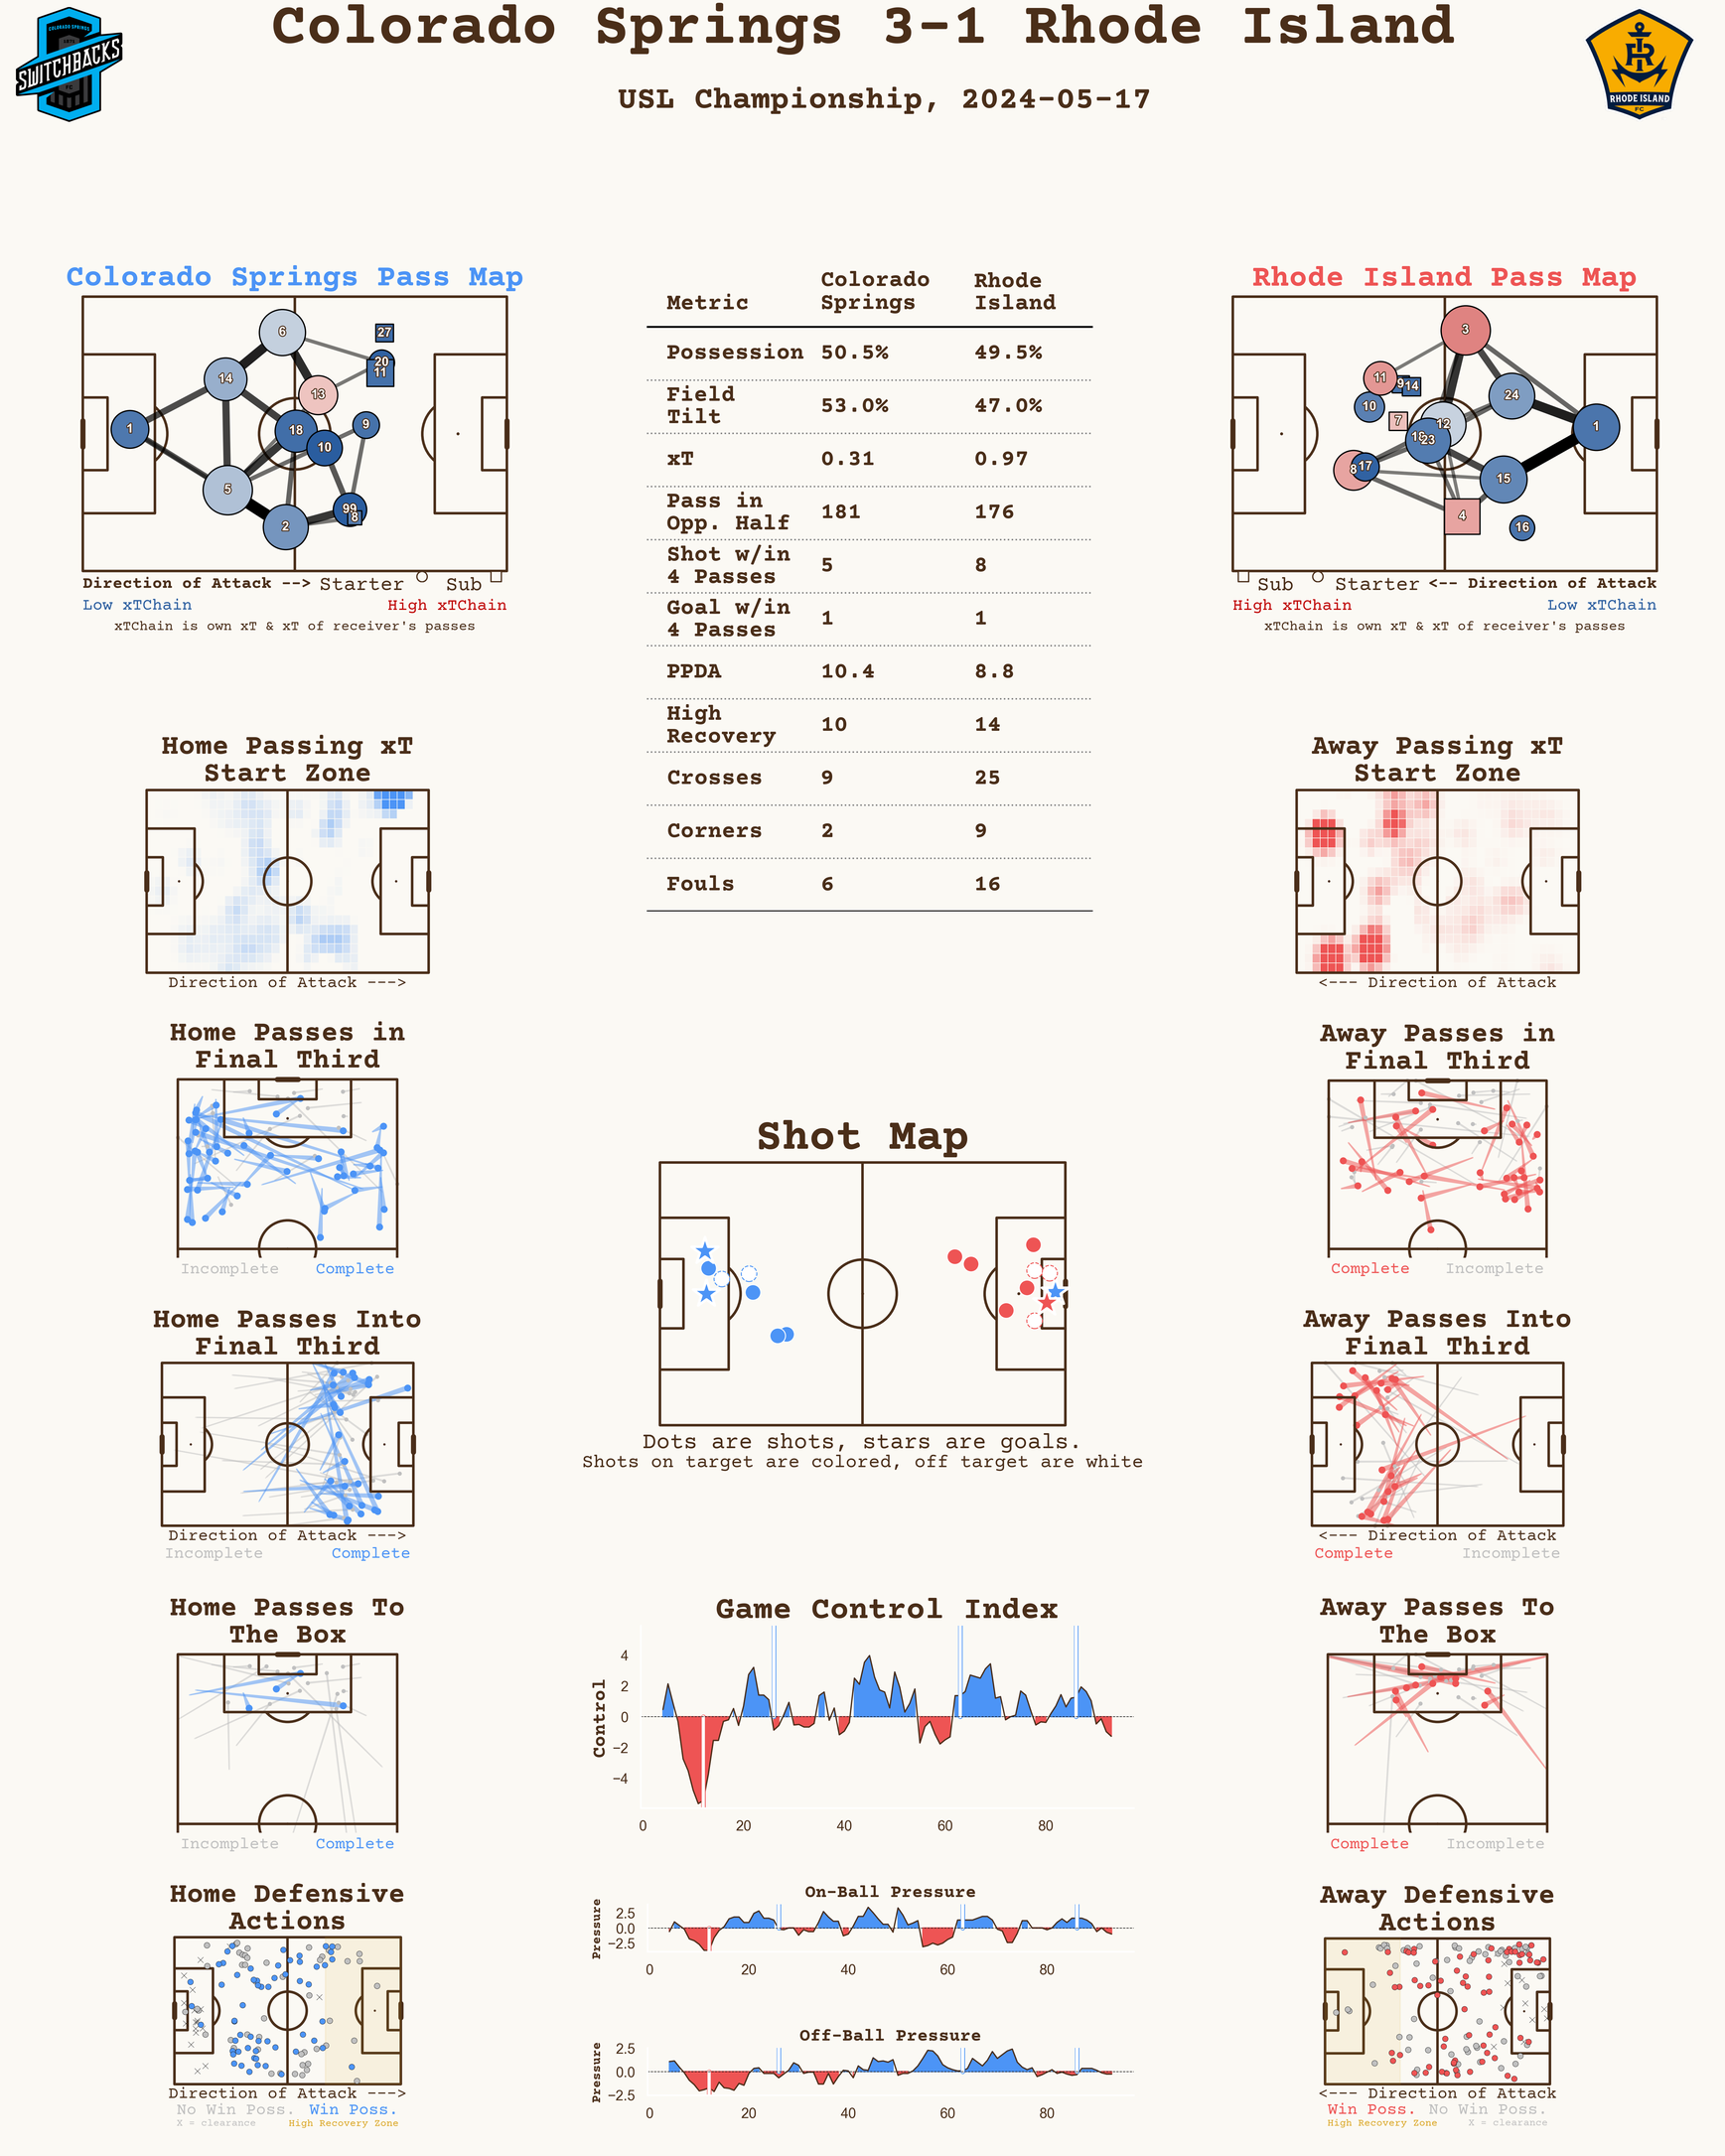 Colorado Springs 3-1 Rhode Island
USL Championship, 2024-05-17
COLORADO SPRINGS
SWITCHBACKS
FC
RI
RHODE ISLAND
FC
Colorado Springs Pass Map
6
27
20
11
14
13
1
18
9
10
5
99
8
2
Direction of Attack --> Starter Sub
Low xTChain High xTChain
xTChain is own xT & xT of receiver's passes
Metric Colorado Springs Rhode Island
Possession 50.5% 49.5%
Field Tilt 53.0% 47.0%
xT 0.31 0.97
Pass in Opp. Half 181 176
Shot w/in 4 Passes 5 8
Goal w/in 4 Passes 1 1
PPDA 10.4 8.8
High Recovery 10 14
Crosses 9 25
Corners 2 9
Fouls 6 16
Rhode Island Pass Map
3
11
9
14
24
10
7
12
1
23
8
17
15
4
16
Sub Starter <-- Direction of Attack
High xTChain Low xTChain
xTChain is own xT & xT of receiver's passes
Home Passing xT
Start Zone
Direction of Attack --->
Away Passing xT
Start Zone
<--- Direction of Attack
Home Passes in
Final Third
Incomplete Complete
Away Passes in
Final Third
Complete Incomplete
Shot Map
Dots are shots, stars are goals.
Shots on target are colored, off target are white
Home Passes Into
Final Third
Direction of Attack --->
Incomplete Complete
Away Passes Into
Final Third
<--- Direction of Attack
Complete Incomplete
Home Passes To
The Box
Incomplete Complete
Game Control Index
Control
4
2
0
−2
−4
0 20 40 60 80
Away Passes To
The Box
Complete Incomplete
Home Defensive
Actions
Direction of Attack --->
No Win Poss. Win Poss.
X = clearance High Recovery Zone
On-Ball Pressure
Pressure
2.5
0.0
−2.5
0 20 40 60 80
Off-Ball Pressure
Pressure
2.5
0.0
−2.5
0 20 40 60 80
Away Defensive
Actions
<--- Direction of Attack
Win Poss. No Win Poss.
High Recovery Zone X = clearance